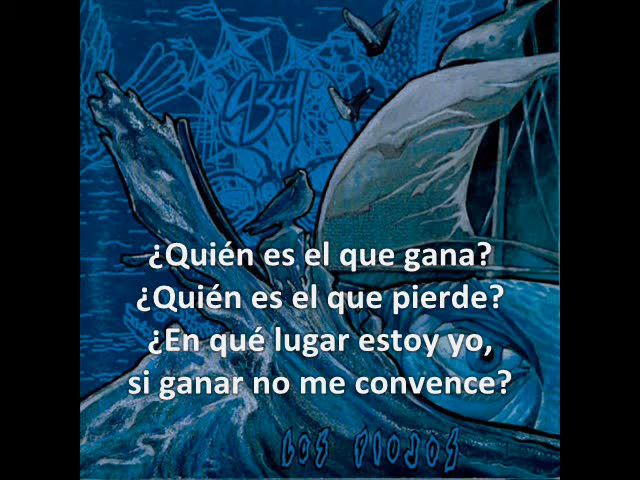 Azul
¿Quién es el que gana?
¿Quién es el que pierde?
¿En qué lugar estoy yo,
si ganar no me convence?
LOS PIOJOS